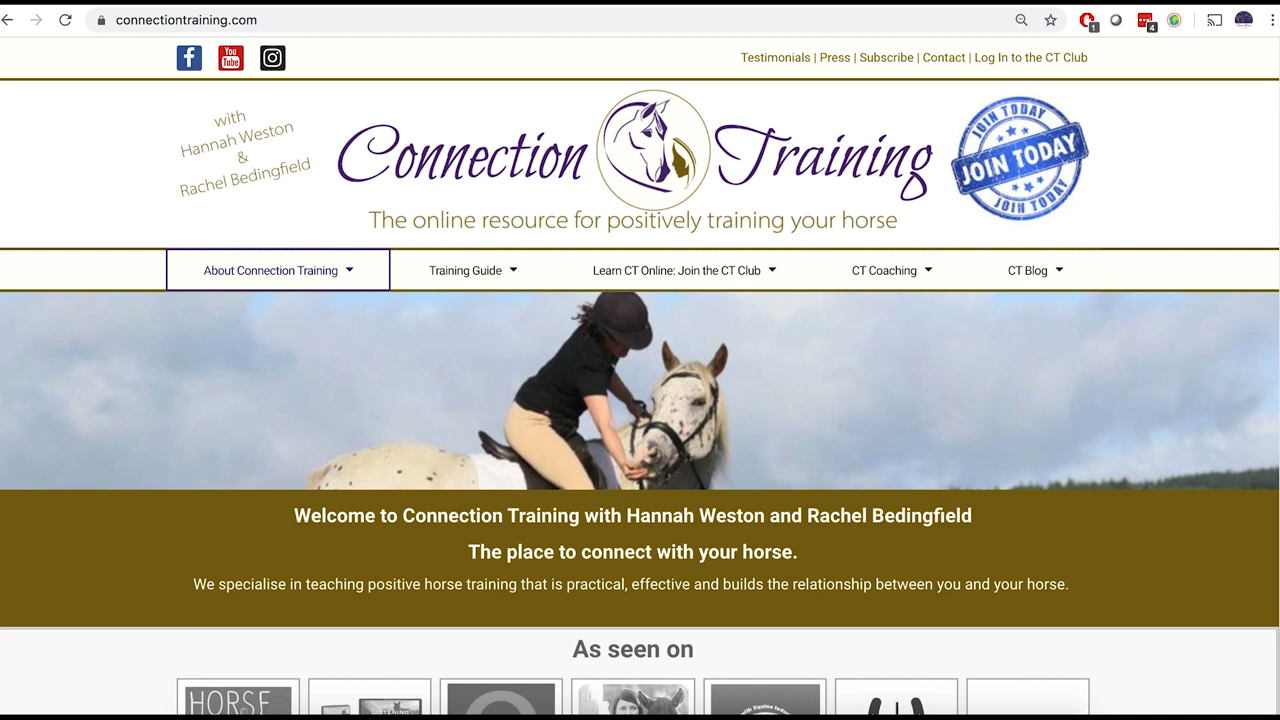 connectiontraining.com
1
4
You
Tube
Testimonials | Press | Subscribe | Contact | Log In to the CT Club
with
Hannah Weston
&
Rachel Bedingfield
Connection Training
The online resource for positively training your horse
JOIN TODAY
JOIN TODAY
JOIN TODAY
About Connection Training
Training Guide
Learn CT Online: Join the CT Club
CT Coaching
CT Blog
Welcome to Connection Training with Hannah Weston and Rachel Bedingfield
The place to connect with your horse.
We specialise in teaching positive horse training that is practical, effective and builds the relationship between you and your horse.
As seen on
HORSE